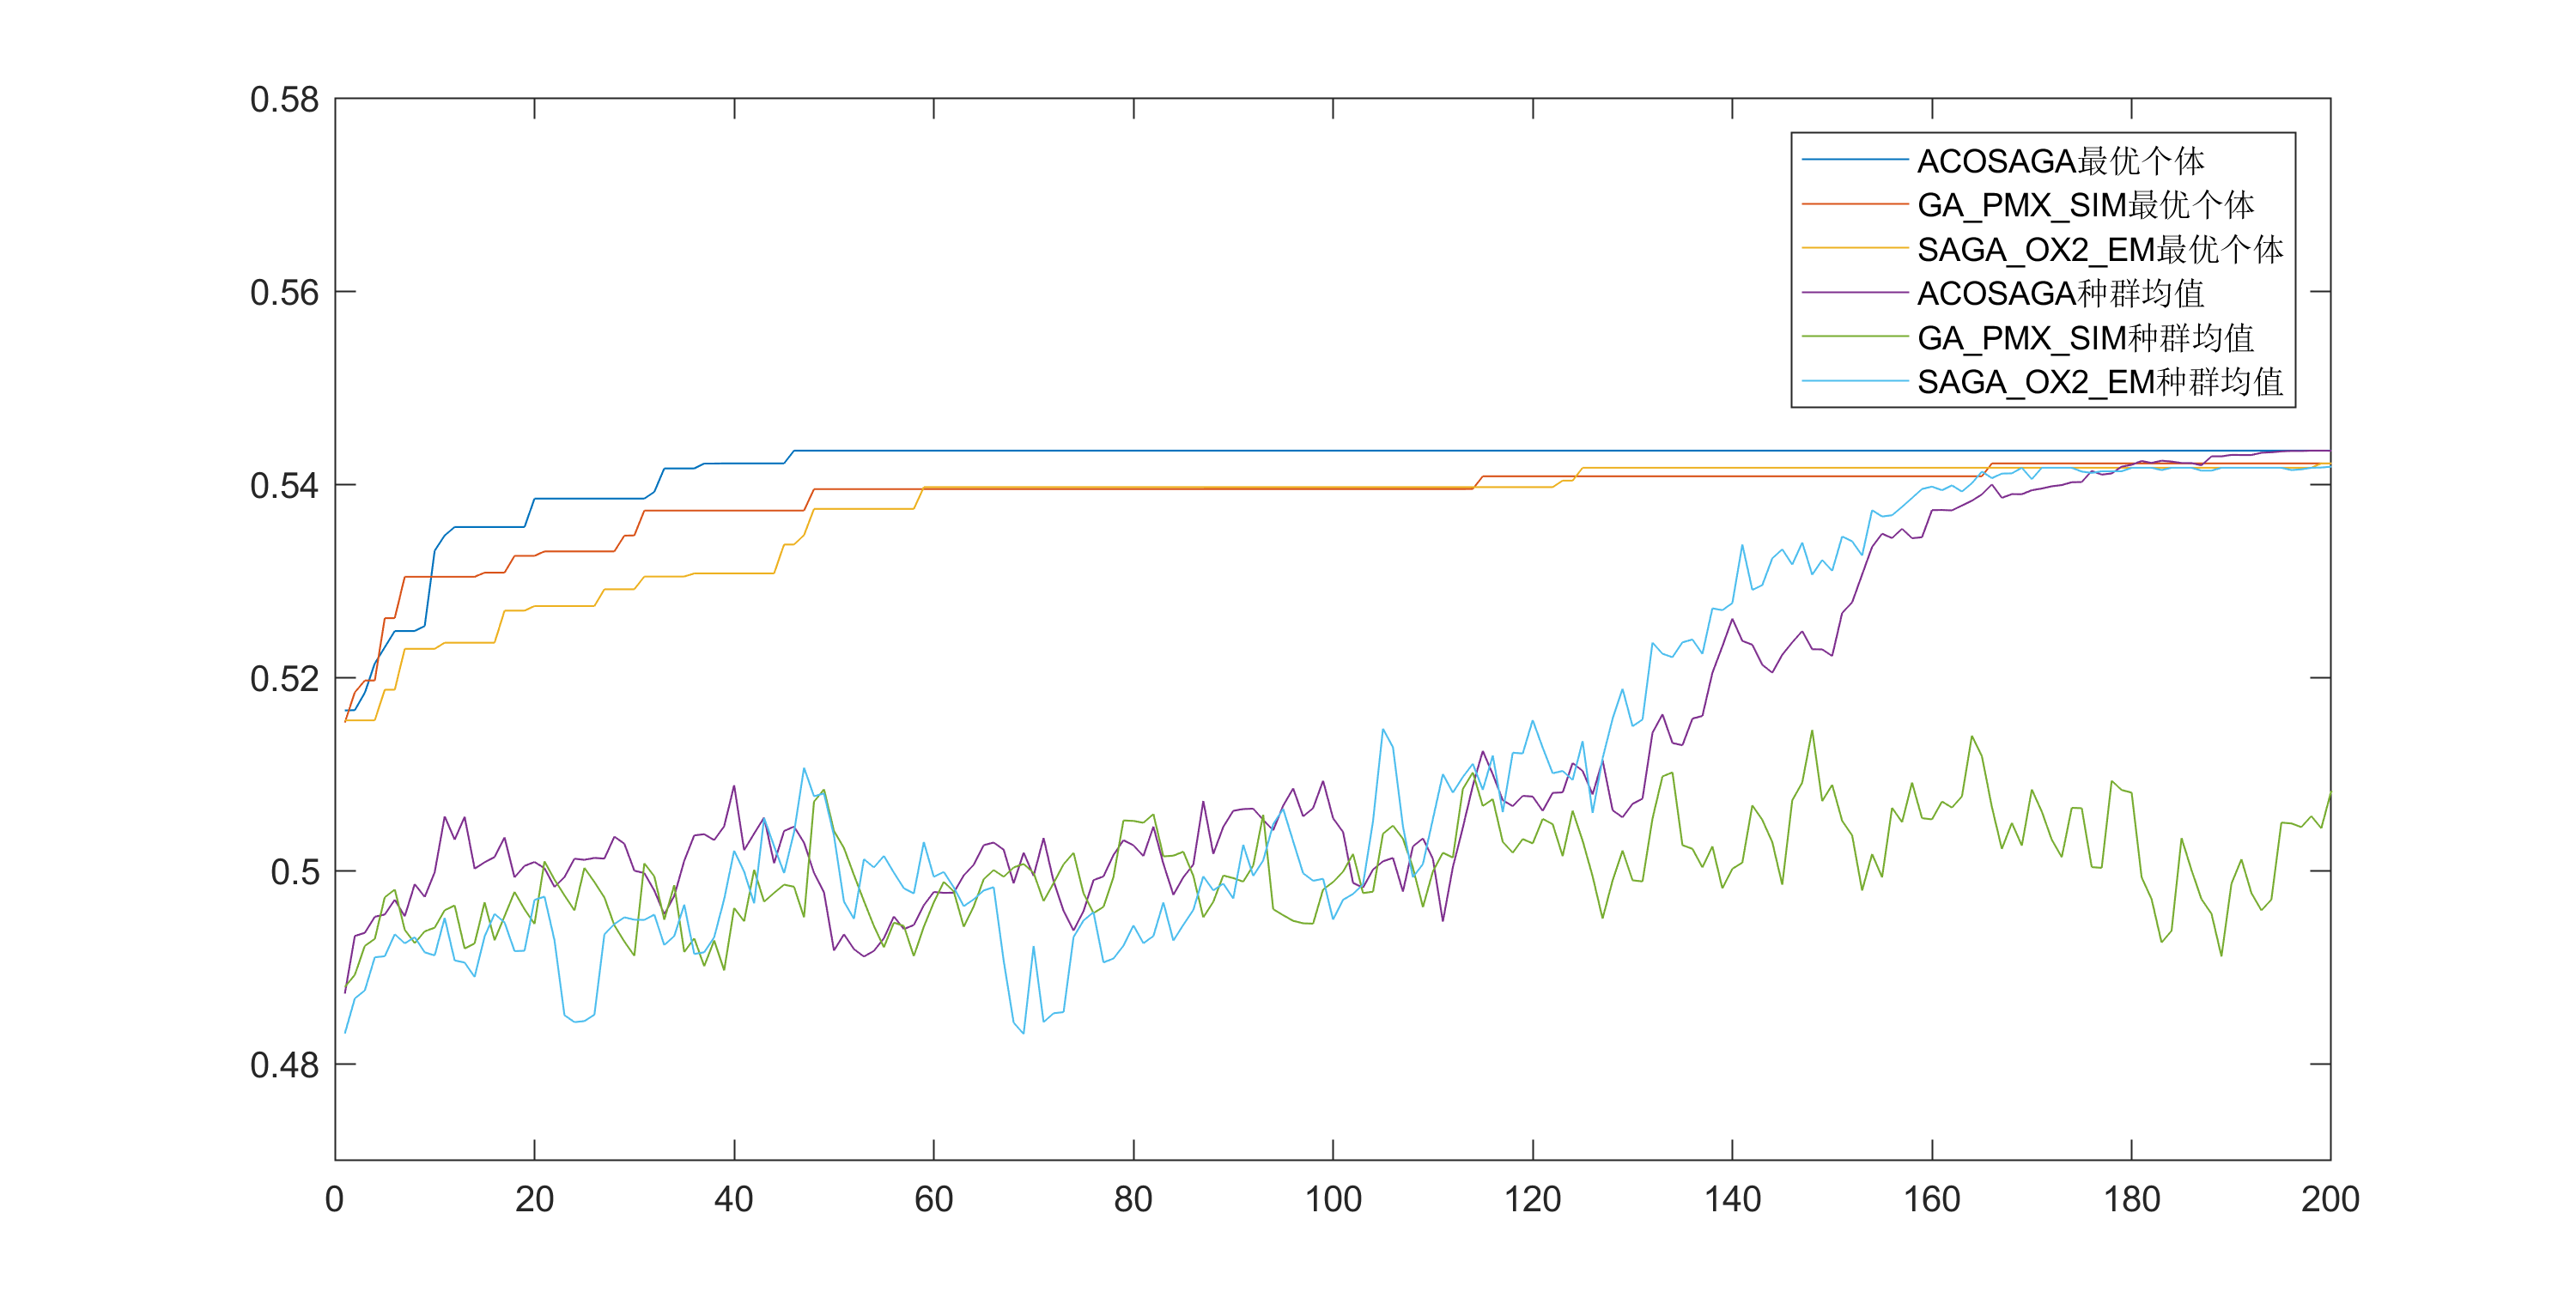 0.58
0.56
0.54
0.52
0.5
0.48
0 20 40 60 80 100 120 140 160 180 200
ACOSAGA最优个体
GA_PMX_SIM最优个体
SAGA_OX2_EM最优个体
ACOSAGA种群均值
GA_PMX_SIM种群均值
SAGA_OX2_EM种群均值